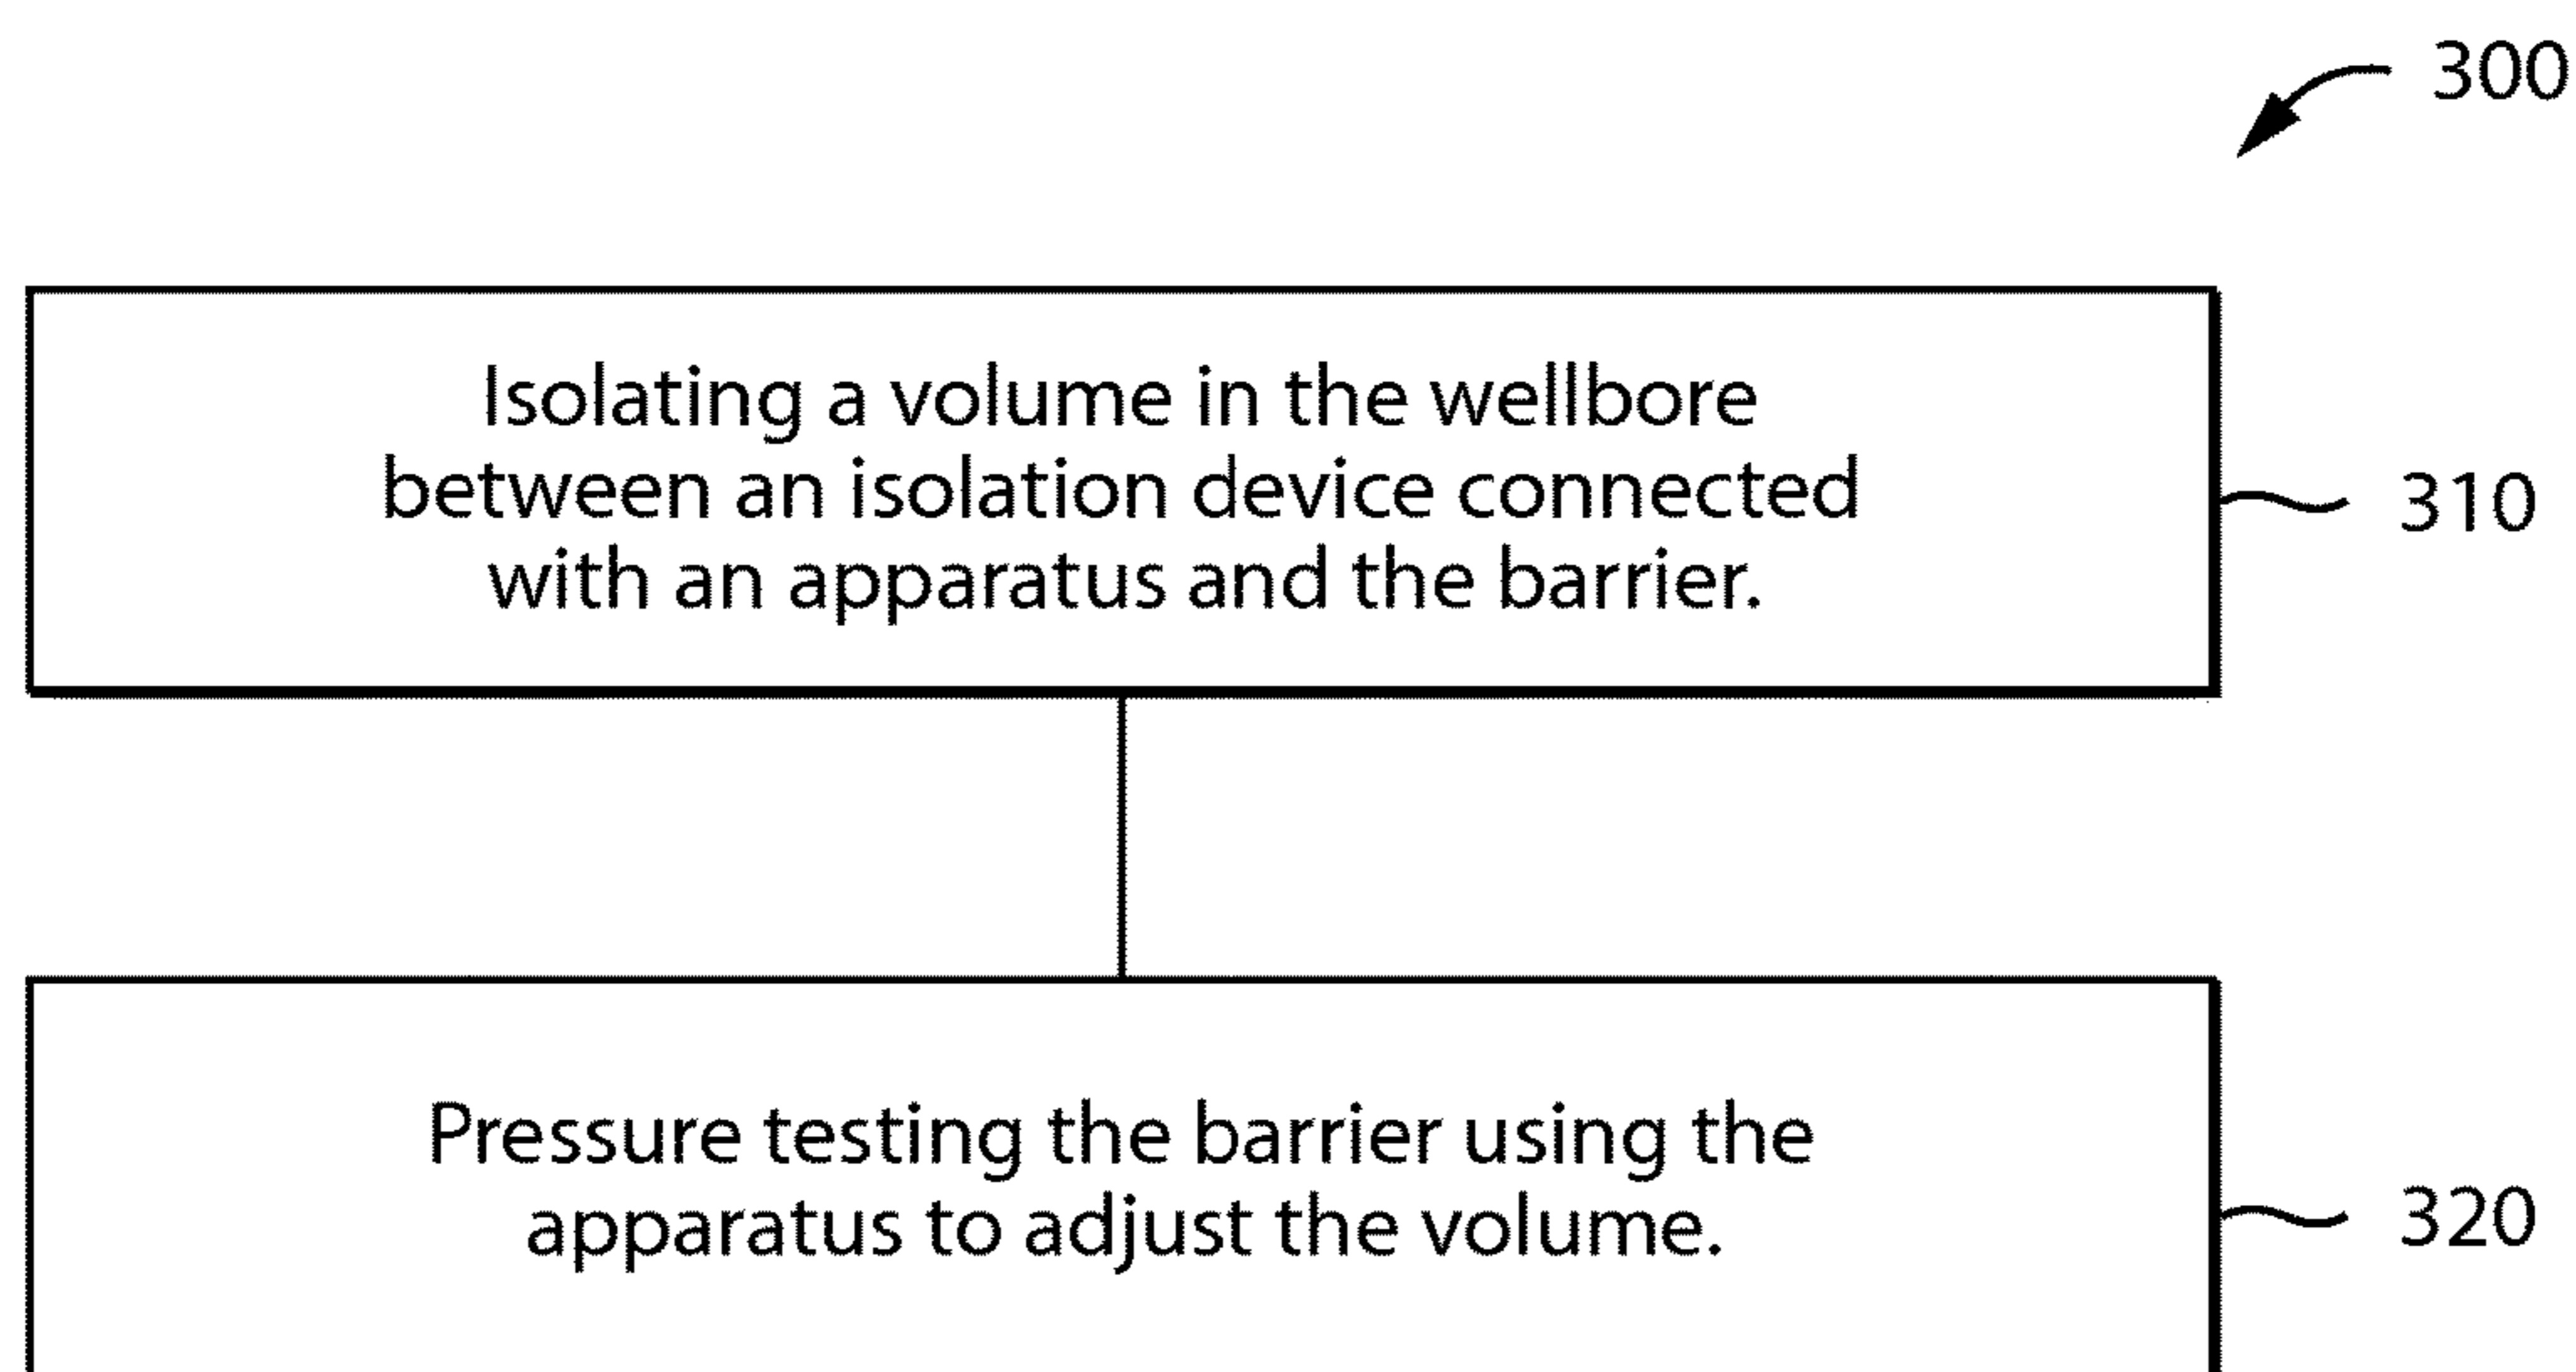 300
Isolating a volume in the wellbore
between an isolation device connected
with an apparatus and the barrier.
310
Pressure testing the barrier using the
apparatus to adjust the volume.
320